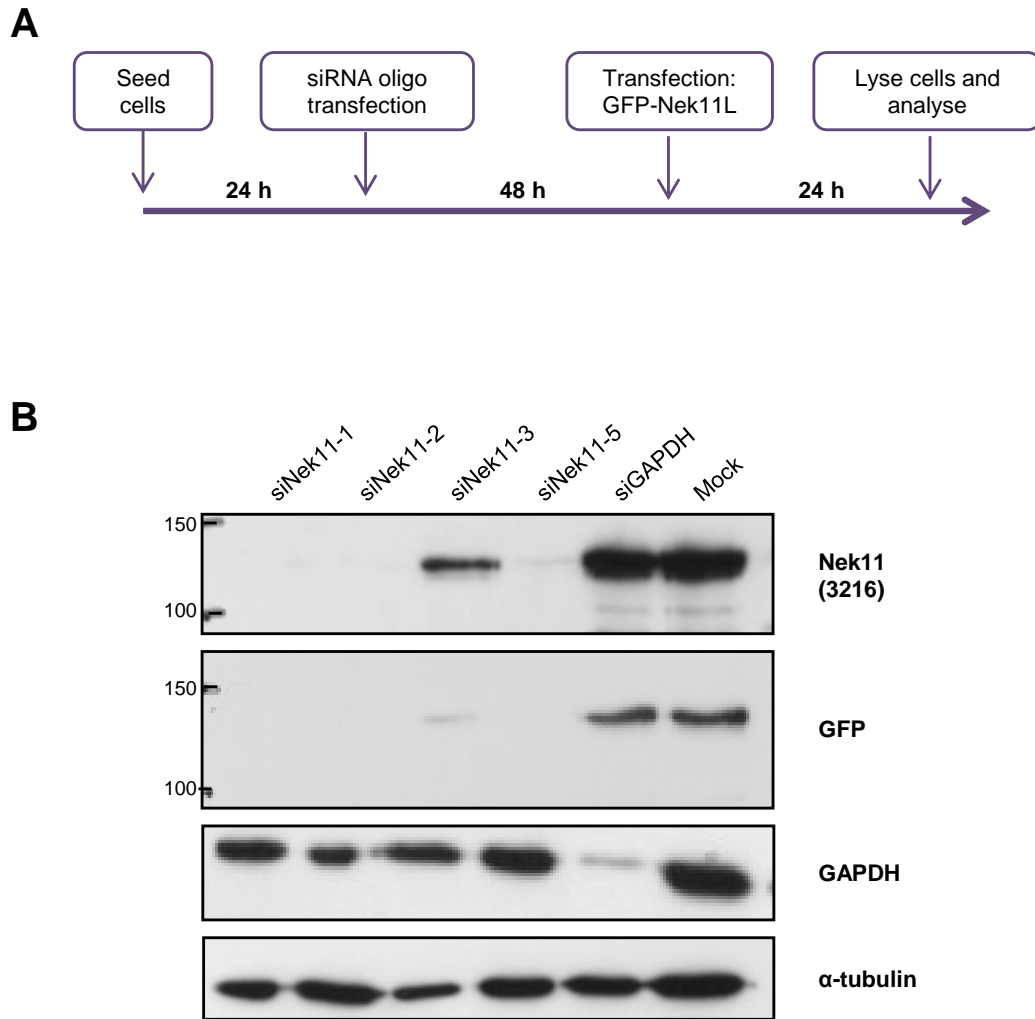 A
Seed
cells
siRNA oligo
transfection
Transfection:
GFP-Nek11L
Lyse cells and
analyse
24 h
48 h
24 h
B
siNek11-1
siNek11-2
siNek11-3
siNek11-5
siGAPDH
Mock
150
100
Nek11
(3216)
150
100
GFP
GAPDH
α-tubulin